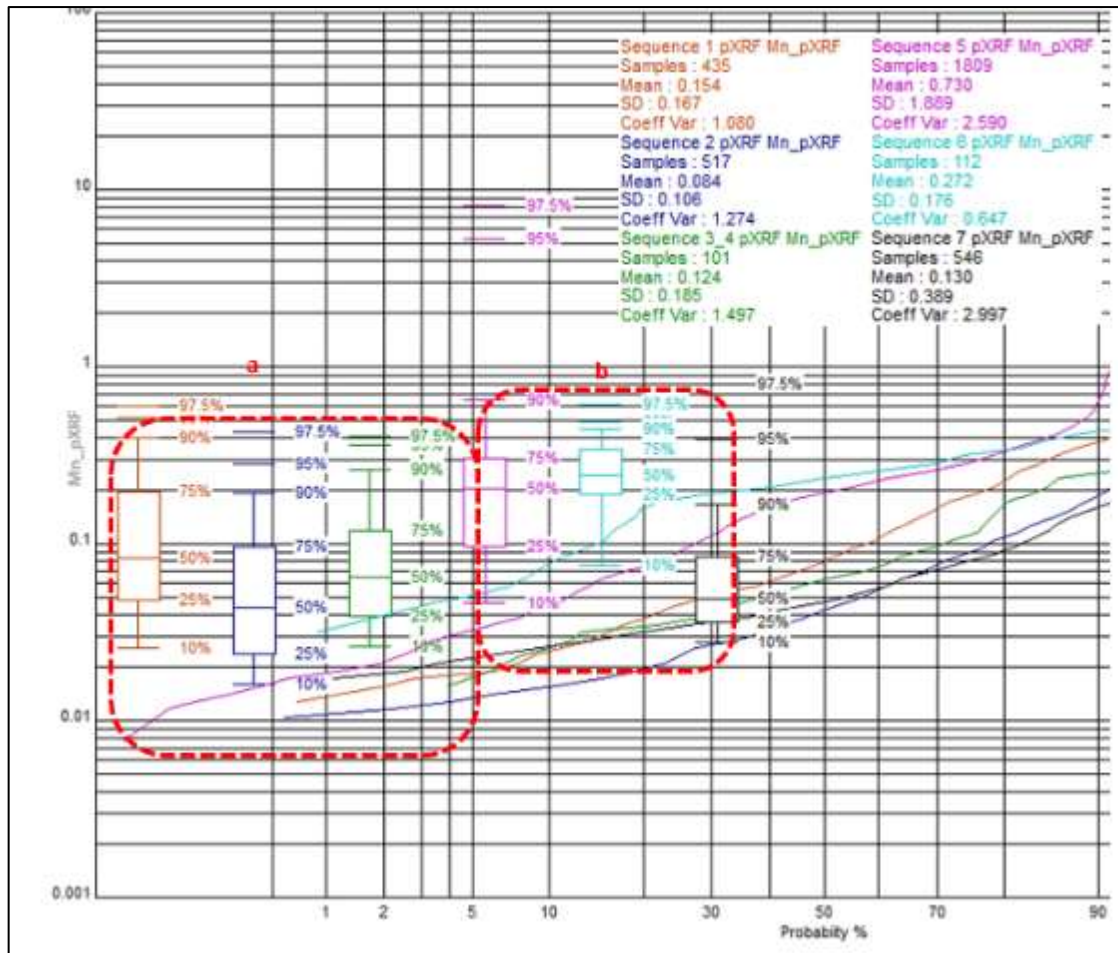 100
10
1
0.1
0.01
0.001
Mn_pXRF
Sequence 1 pXRF Mn_pXRF
Samples : 435
Mean : 0.154
SD : 0.167
Coeff Var : 1.080
Sequence 2 pXRF Mn_pXRF
Samples : 517
Mean : 0.084
SD : 0.106
Coeff Var : 1.274
Sequence 3_4 pXRF Mn_pXRF
Samples : 101
Mean : 0.124
SD : 0.185
Coeff Var : 1.497
Sequence 5 pXRF Mn_pXRF
Samples : 1809
Mean : 0.730
SD : 1.889
Coeff Var : 2.590
Sequence 6 pXRF Mn_pXRF
Samples : 112
Mean : 0.272
SD : 0.176
Coeff Var : 0.647
Sequence 7 pXRF Mn_pXRF
Samples : 546
Mean : 0.130
SD : 0.389
Coeff Var : 2.997
a
b
97.5%
90%
75%
50%
25%
10%
97.5%
95%
90%
75%
50%
25%
10%
97.5%
90%
75%
50%
25%
10%
97.5%
95%
90%
75%
50%
25%
10%
97.5%
90%
75%
50%
25%
10%
97.5%
95%
90%
75%
50%
25%
10%
1 2 5 10 30 50 70 90
Probability %